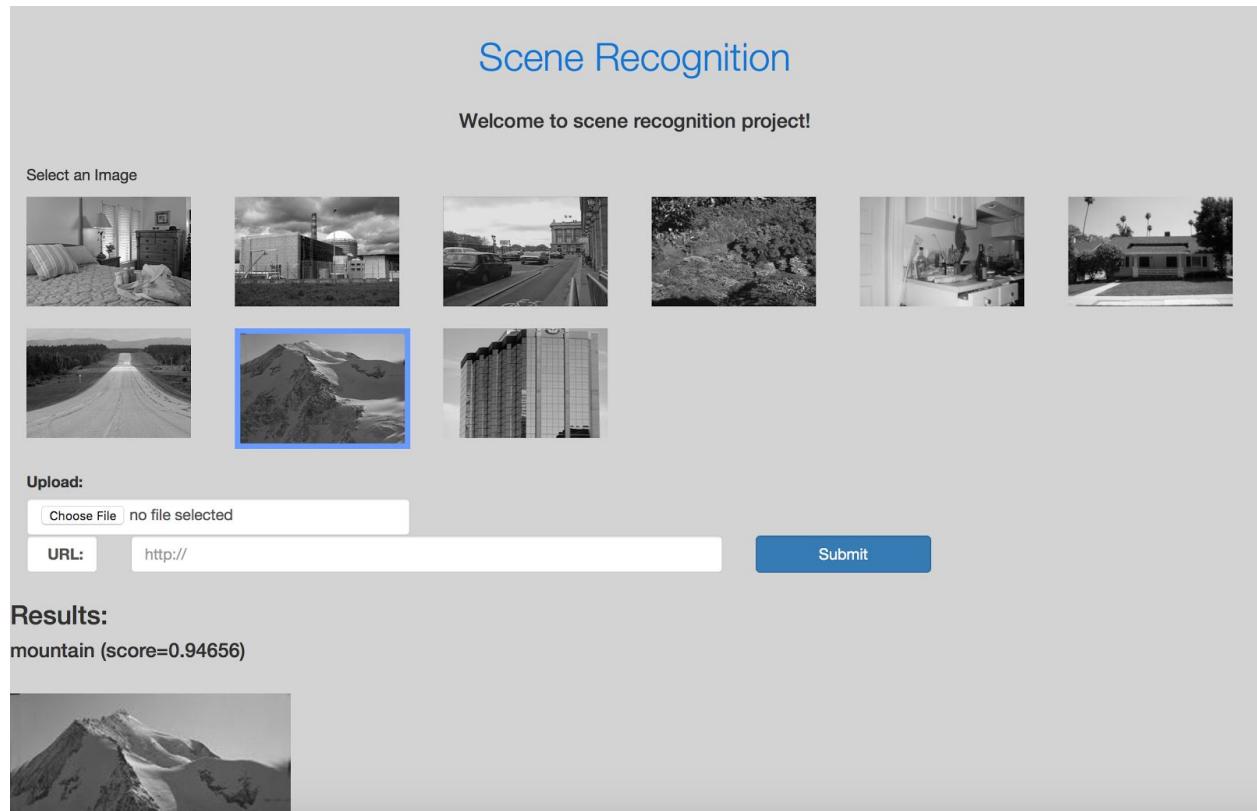 Scene Recognition
Welcome to scene recognition project!
Select an Image
Upload:
Choose File no file selected
URL: http:// Submit
Results:
mountain (score=0.94656)